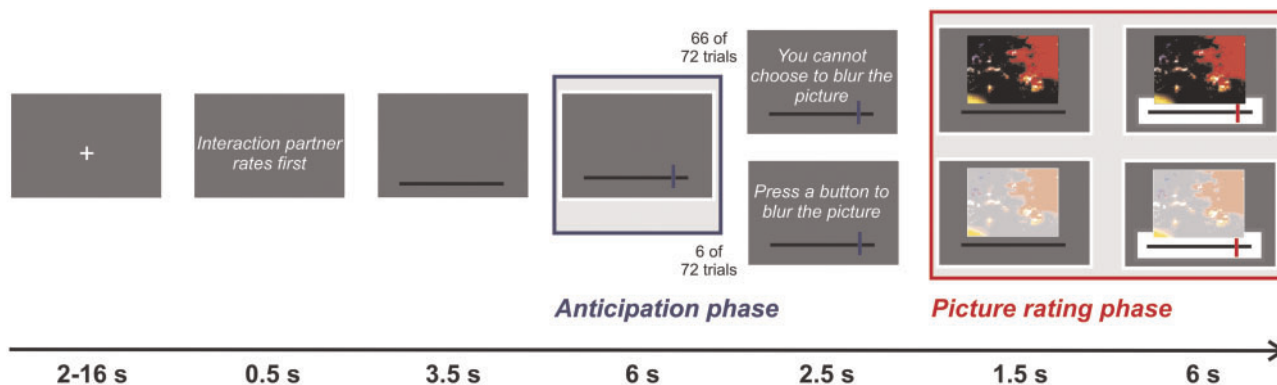 +
Interaction partner
rates first
66 of
72 trials
You cannot
choose to blur the
picture
Press a button to
blur the picture
6 of
72 trials
Anticipation phase
Picture rating phase
2-16 s
0.5 s
3.5 s
6 s
2.5 s
1.5 s
6 s